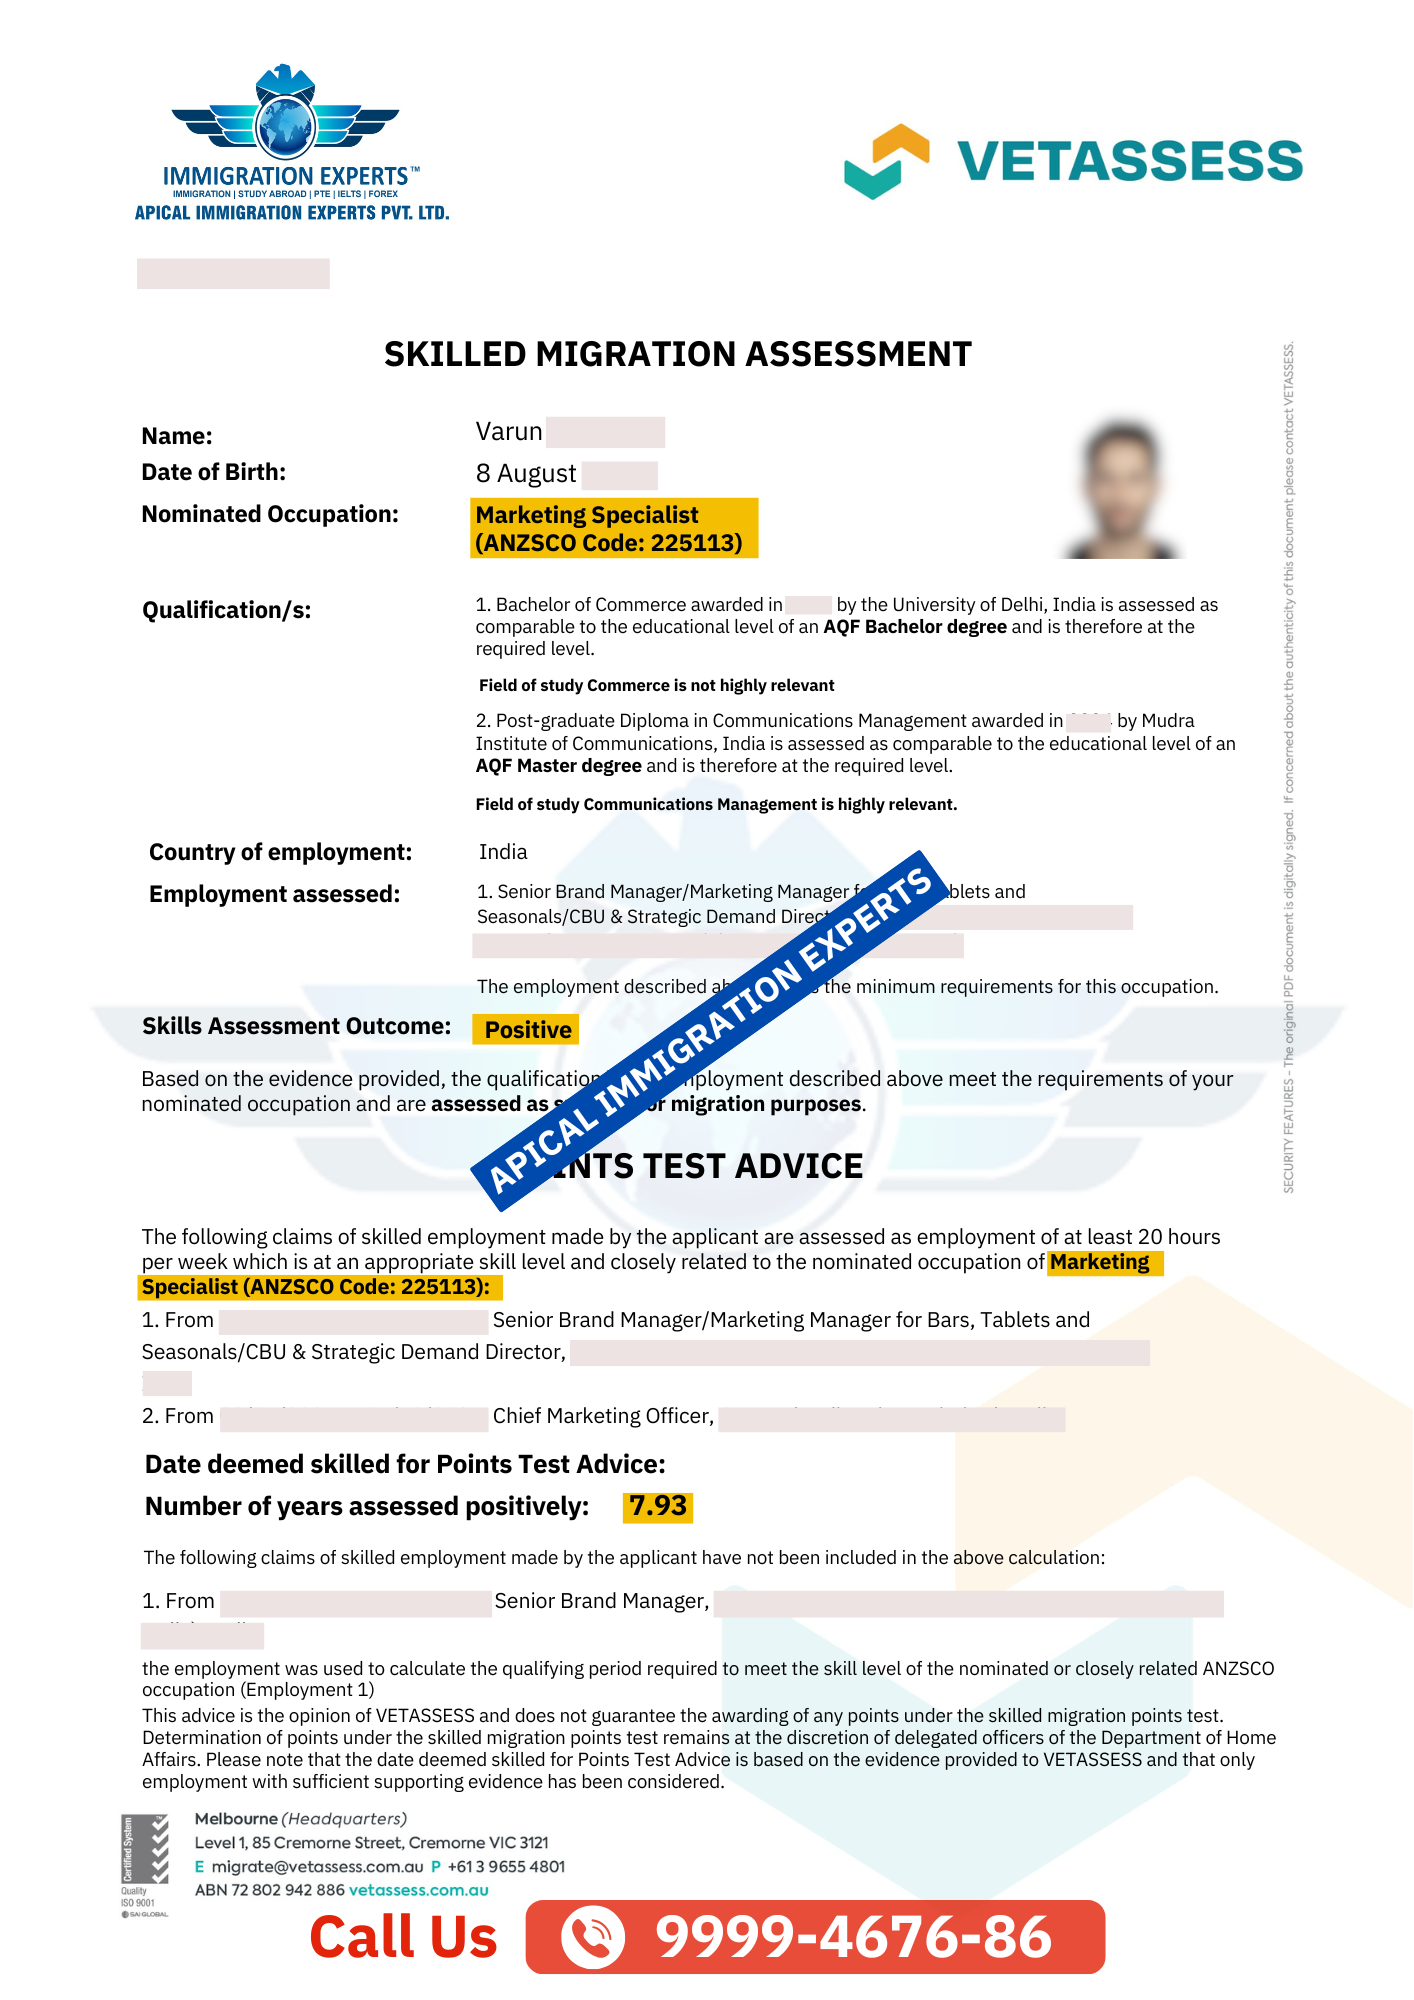 IMMIGRATION EXPERTS™
IMMIGRATION | STUDY ABROAD | PTE | IELTS | FOREX
APICAL IMMIGRATION EXPERTS PVT. LTD.
VETASSESS
SKILLED MIGRATION ASSESSMENT
Name: Varun
Date of Birth: 8 August
Nominated Occupation: Marketing Specialist
(ANZSCO Code: 225113)
Qualification/s: 1. Bachelor of Commerce awarded in by the University of Delhi, India is assessed as
comparable to the educational level of an AQF Bachelor degree and is therefore at the
required level.
Field of study Commerce is not highly relevant
2. Post-graduate Diploma in Communications Management awarded in by Mudra
Institute of Communications, India is assessed as comparable to the educational level of an
AQF Master degree and is therefore at the required level.
Field of study Communications Management is highly relevant.
Country of employment: India
Employment assessed: 1. Senior Brand Manager/Marketing Manager and
Seasonals/CBU & Strategic Demand
The employment described the minimum requirements for this occupation.
Skills Assessment Outcome: Positive
Based on the evidence provided, the qualification employment described above meet the requirements of your
nominated occupation and are assessed as for migration purposes.
TEST ADVICE
APICAL IMMIGRATION EXPERTS
The following claims of skilled employment made by the applicant are assessed as employment of at least 20 hours
per week which is at an appropriate skill level and closely related to the nominated occupation of Marketing
Specialist (ANZSCO Code: 225113):
1. From Senior Brand Manager/Marketing Manager for Bars, Tablets and
Seasonals/CBU & Strategic Demand Director,
2. From Chief Marketing Officer,
Date deemed skilled for Points Test Advice:
Number of years assessed positively: 7.93
The following claims of skilled employment made by the applicant have not been included in the above calculation:
1. From Senior Brand Manager,
the employment was used to calculate the qualifying period required to meet the skill level of the nominated or closely related ANZSCO
occupation (Employment 1)
This advice is the opinion of VETASSESS and does not guarantee the awarding of any points under the skilled migration points test.
Determination of points under the skilled migration points test remains at the discretion of delegated officers of the Department of Home
Affairs. Please note that the date deemed skilled for Points Test Advice is based on the evidence provided to VETASSESS and that only
employment with sufficient supporting evidence has been considered.
SECURITY FEATURES - The original PDF document is digitally signed. If concerned about the authenticity of this document please contact VETASSESS.
Certified System
Quality
ISO 9001
SAI GLOBAL
Melbourne (Headquarters)
Level 1, 85 Cremorne Street, Cremorne VIC 3121
E migrate@vetassess.com.au P +61 3 9655 4801
ABN 72 802 942 886 vetassess.com.au
Call Us 9999-4676-86